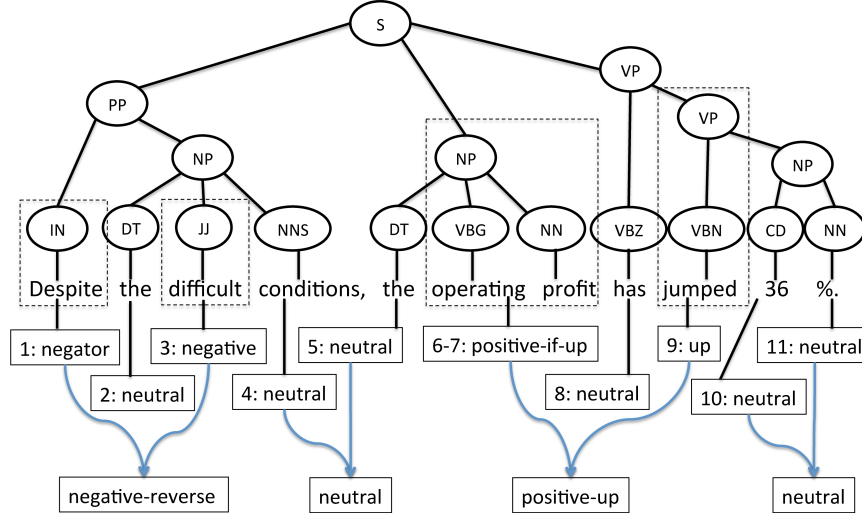 S
VP
PP
VP
NP
NP
NP
IN
DT
JJ
NNS
DT
VBG
NN
VBZ
VBN
CD
NN
Despite the difficult conditions, the operating profit has jumped 36 %.
1: negator
3: negative
5: neutral
6-7: positive-if-up
9: up
11: neutral
2: neutral
4: neutral
8: neutral
10: neutral
negative-reverse
neutral
positive-up
neutral